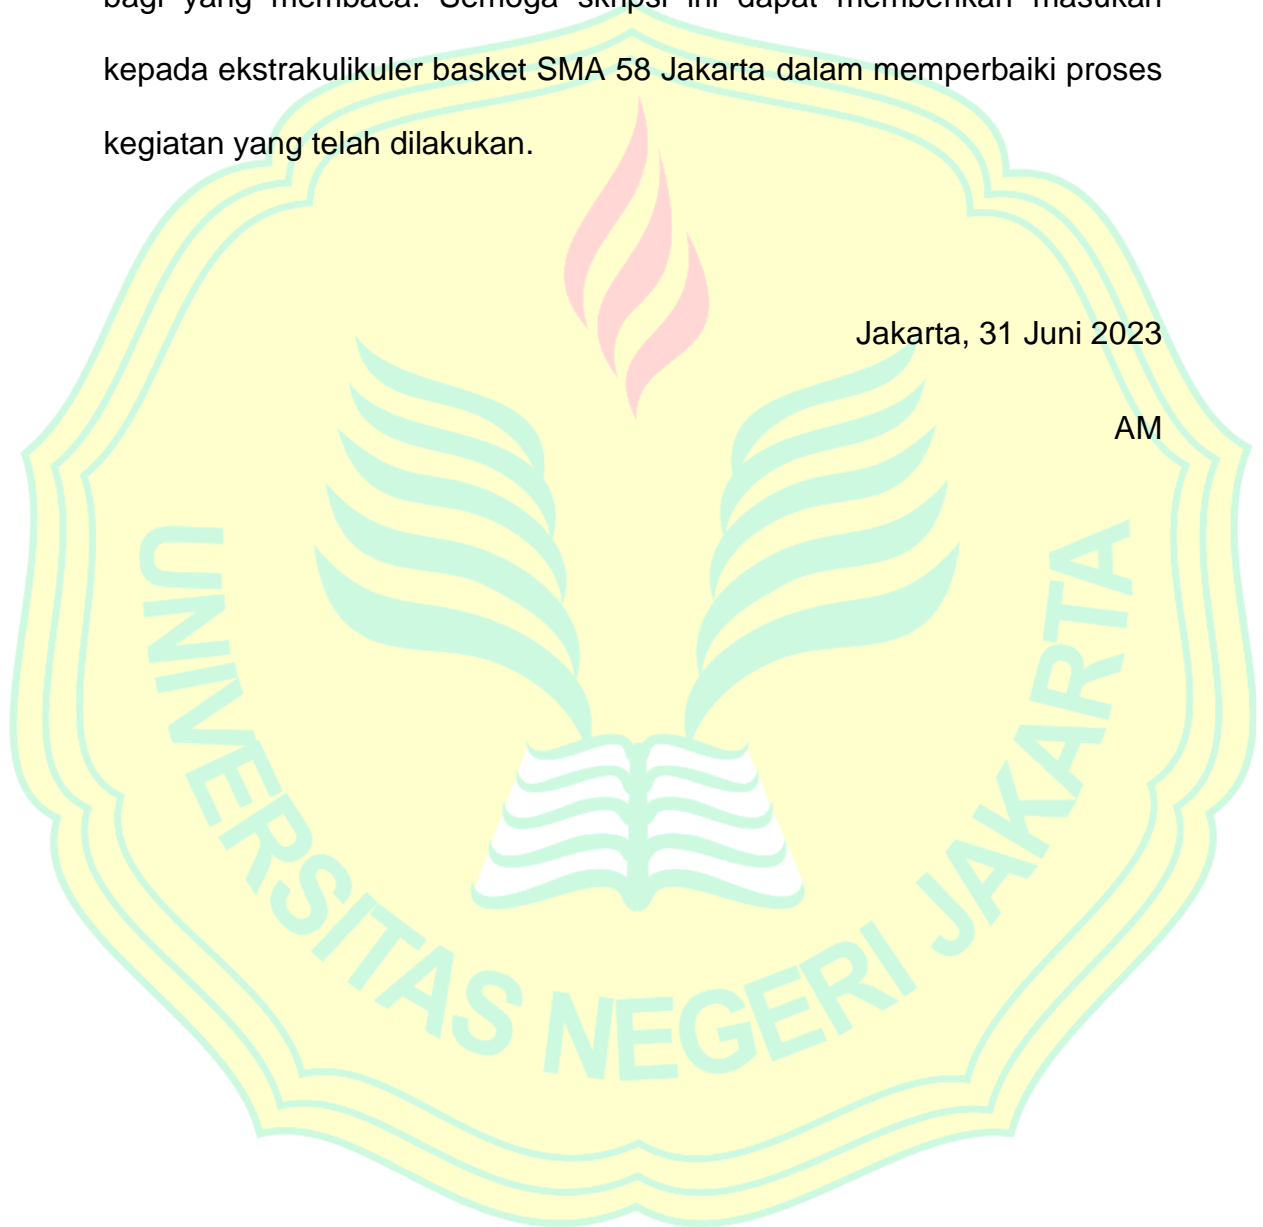 bagi yang membaca. Semoga skripsi ini dapat memberikan masukan
kepada ekstrakulikuler basket SMA 58 Jakarta dalam memperbaiki proses
kegiatan yang telah dilakukan.
Jakarta, 31 Juni 2023
AM
UNIVERSITAS NEGERI JAKARTA